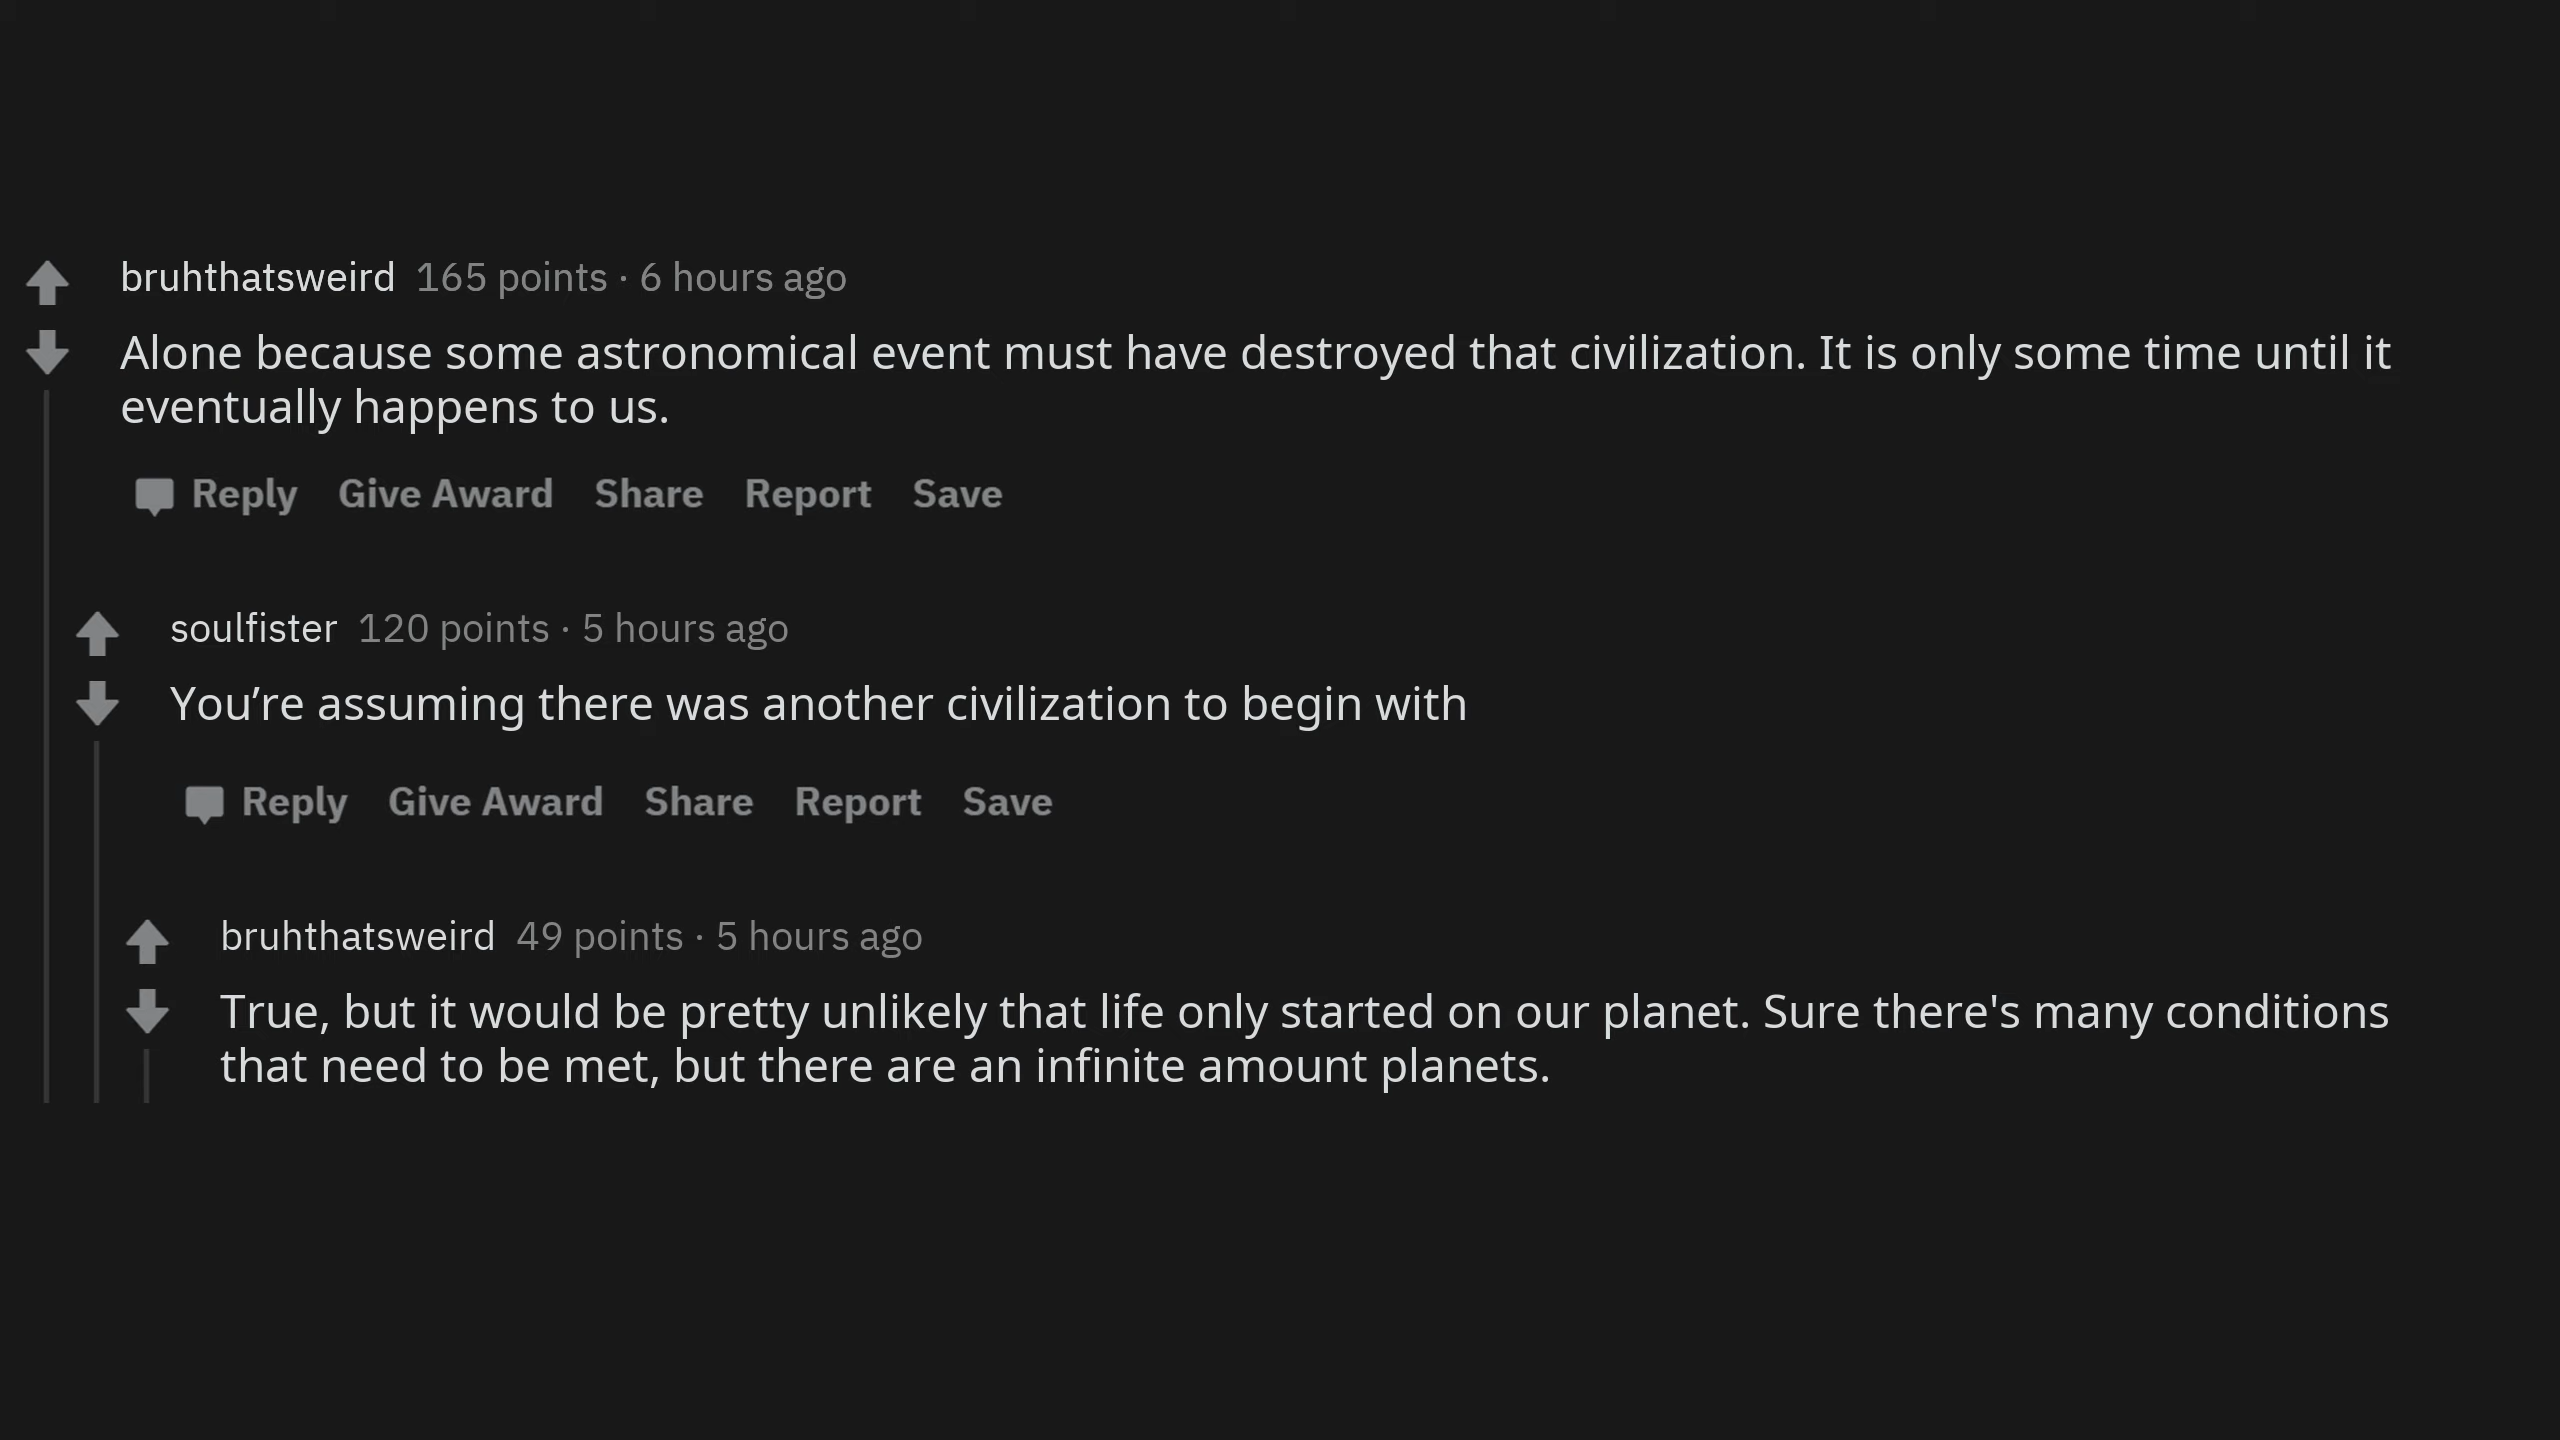 bruhthatsweird 165 points · 6 hours ago
Alone because some astronomical event must have destroyed that civilization. It is only some time until it
eventually happens to us.
Reply Give Award Share Report Save
soulfister 120 points · 5 hours ago
You’re assuming there was another civilization to begin with
Reply Give Award Share Report Save
bruhthatsweird 49 points · 5 hours ago
True, but it would be pretty unlikely that life only started on our planet. Sure there's many conditions
that need to be met, but there are an infinite amount planets.